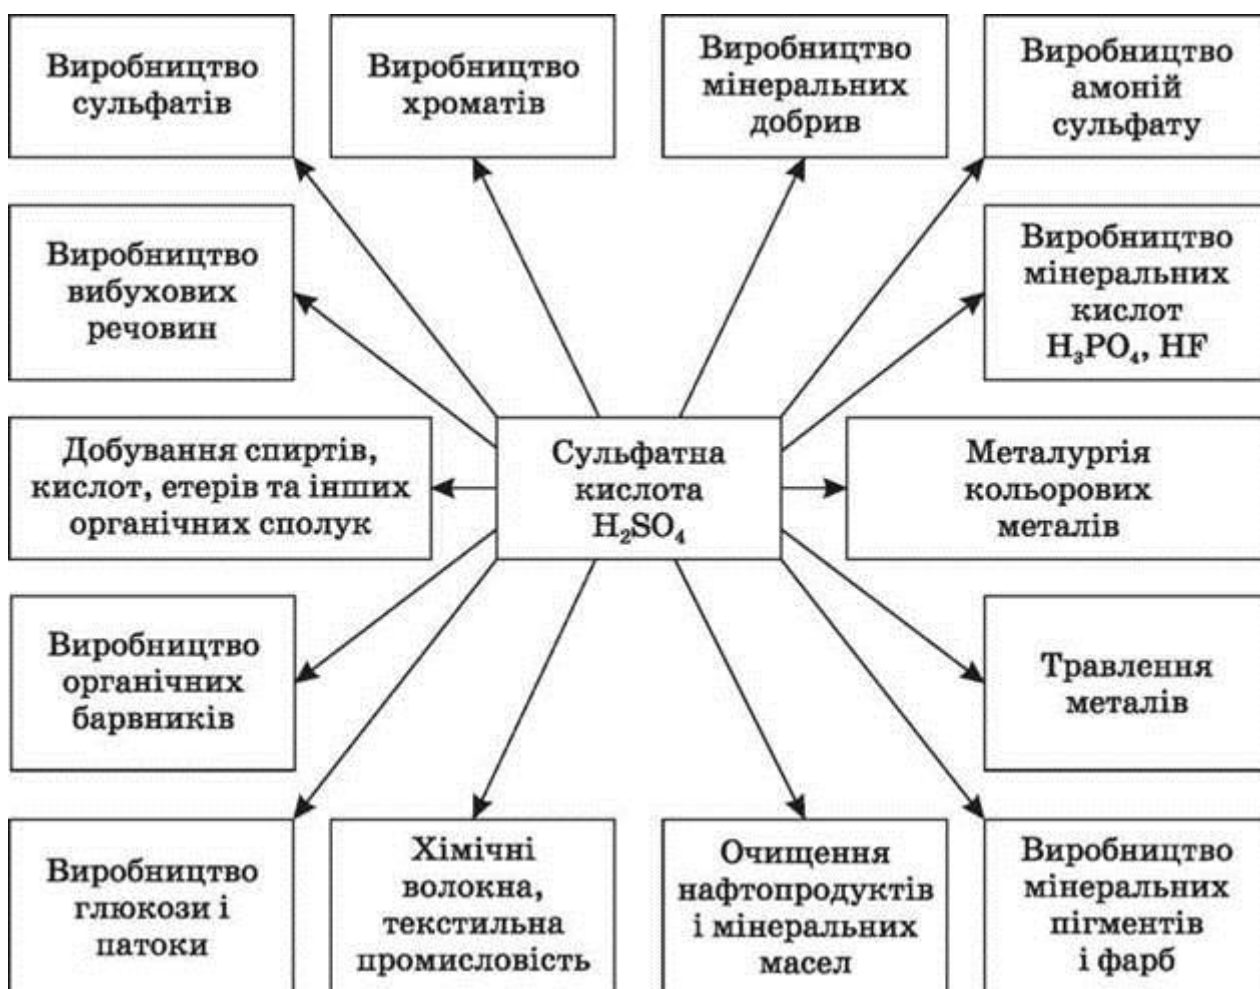 Виробництво
сульфатів
Виробництво
хроматів
Виробництво
мінеральних
добрив
Виробництво
амоній
сульфату
Виробництво
вибухових
речовин
Виробництво
мінеральних
кислот
H₃PO₄, HF
Добування спиртів,
кислот, етерів та інших
органічних сполук
Сульфатна
кислота
H₂SO₄
Металургія
кольорових
металів
Виробництво
органічних
барвників
Травлення
металів
Виробництво
глюкози і
патоки
Хімічні
волокна,
текстильна
промисловість
Очищення
нафтопродуктів
і мінеральних
масел
Виробництво
мінеральних
пігментів
і фарб